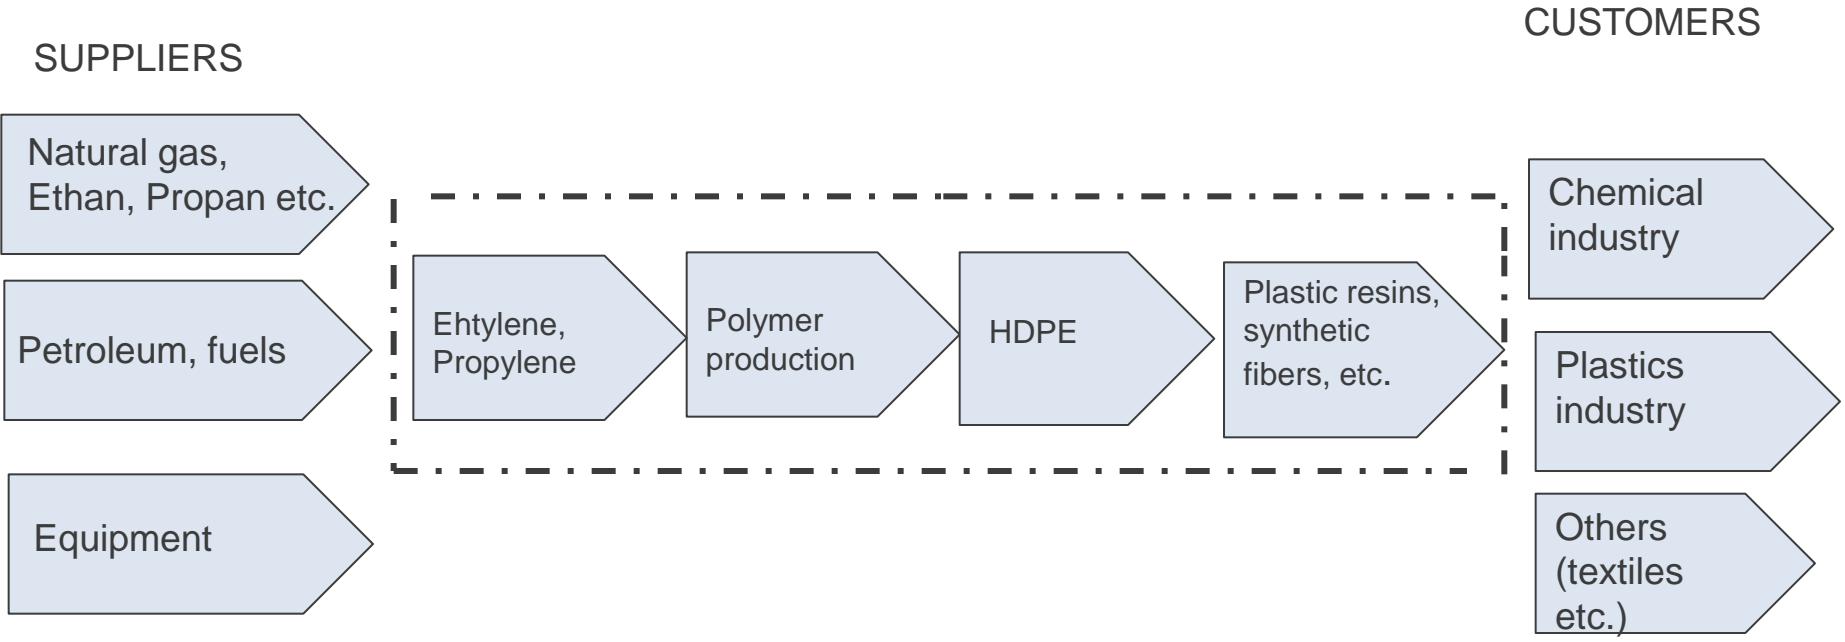 SUPPLIERS
Natural gas,
Ethan, Propan etc.
Petroleum, fuels
Equipment
Ehtylene,
Propylene
Polymer
production
HDPE
Plastic resins,
synthetic
fibers, etc.
CUSTOMERS
Chemical
industry
Plastics
industry
Others
(textiles
etc.)